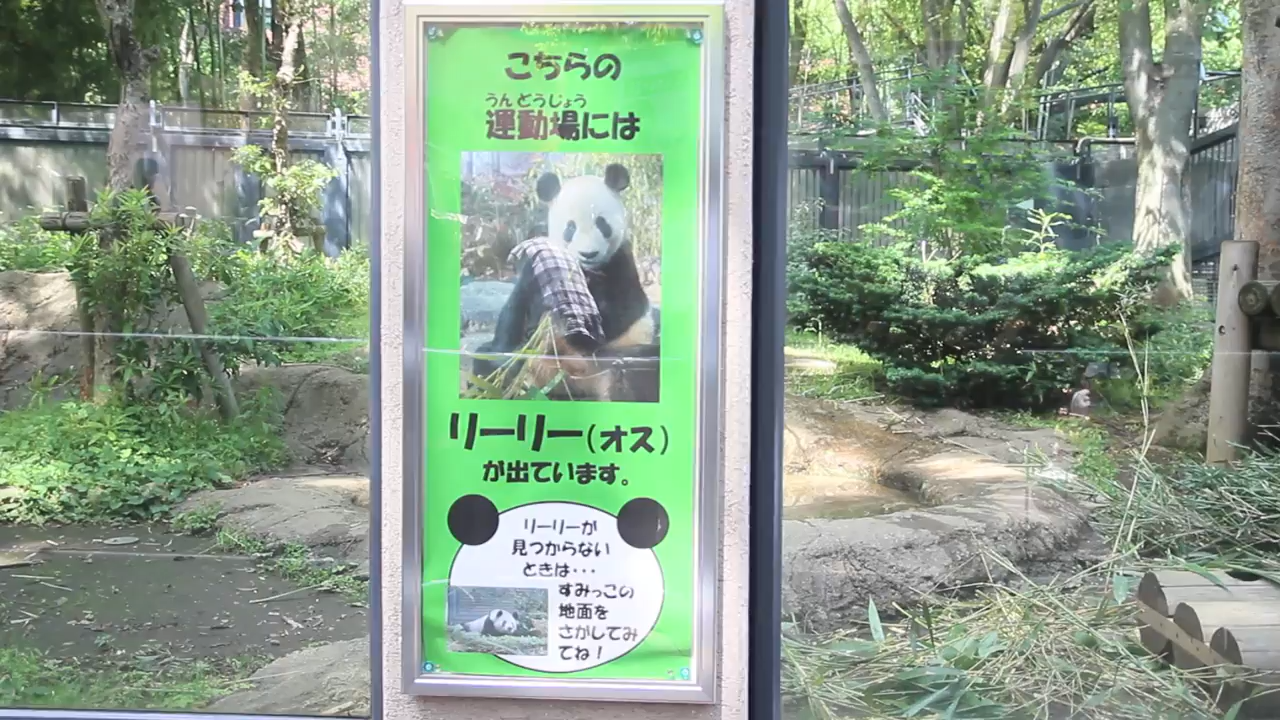 こちらの
うんどうじょう
運動場には
リーリー(オス)
が出ています。
リーリーが
見つからない
ときは・・・
すみっこの
地面を
さがしてみ
てね！